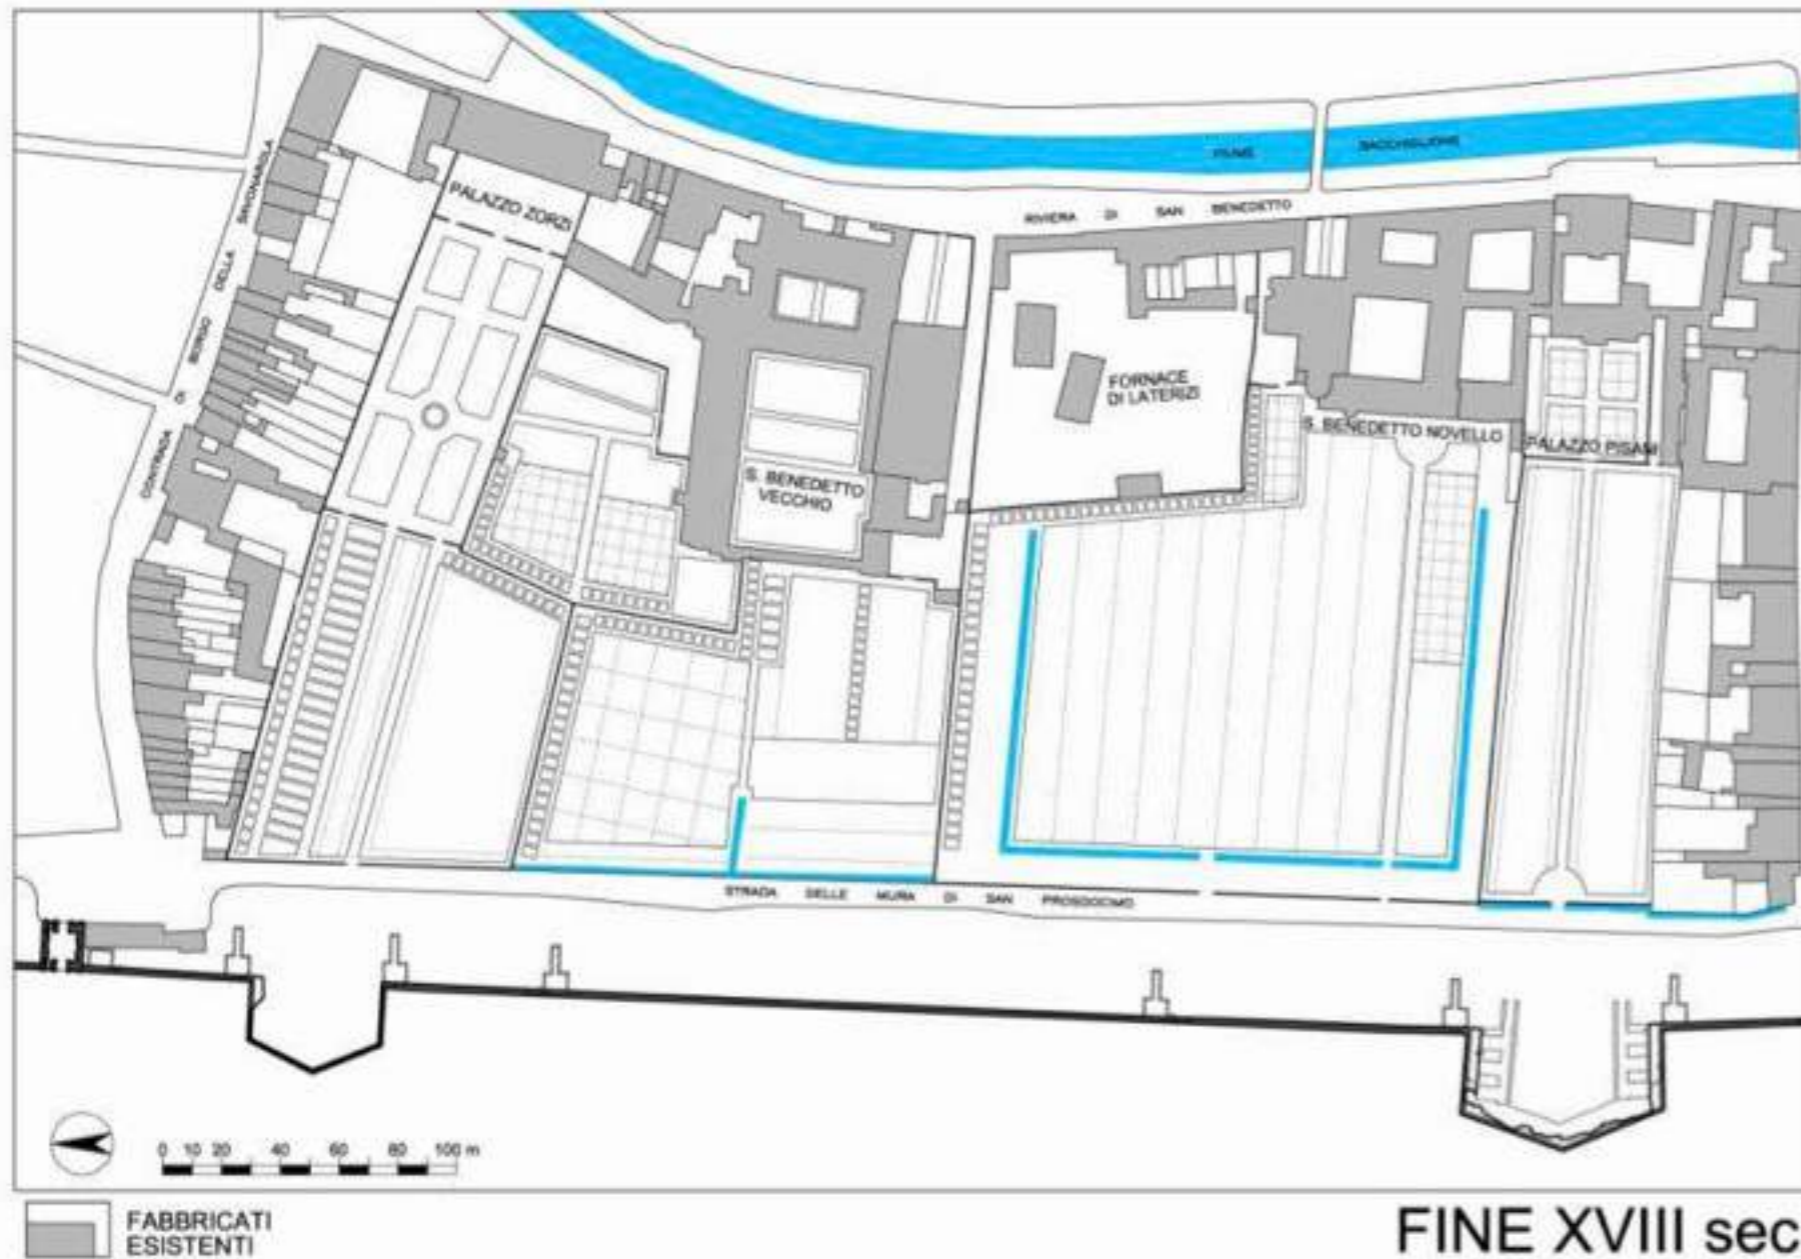 FIUME BACCHIGLIONE
RIVIERA DI SAN BENEDETTO
PALAZZO ZORZI
CONTRADA DI BORGO DELLA SAVONAROLA
FORNACE
DI LATERIZI
S. BENEDETTO NOVELLO
PALAZZO PISANI
S. BENEDETTO
VECCHIO
STRADA DELLE MURA DI SAN PROSDOCIMO
0 10 20 40 60 80 100 m
FABBRICATI
ESISTENTI
FINE XVIII sec